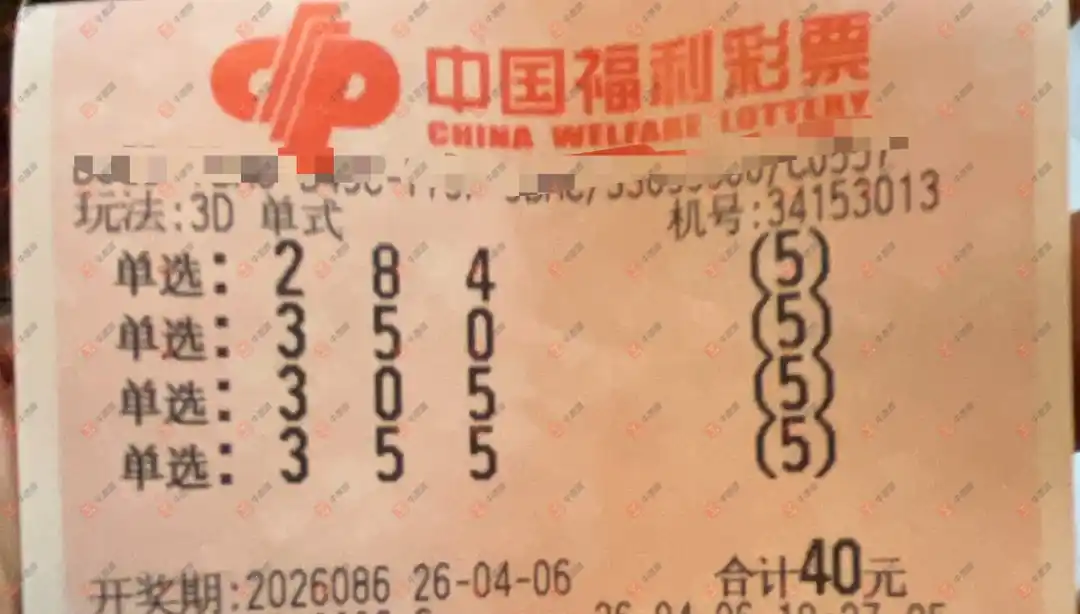 中国福利彩票
CHINA WELFARE LOTTERY
玩法:3D 单式 机号:34153013
单选: 2 8 4 (5)
单选: 3 5 0 (5)
单选: 3 0 5 (5)
单选: 3 5 5 (5)
开奖期:2026086 26-04-06 合计40元